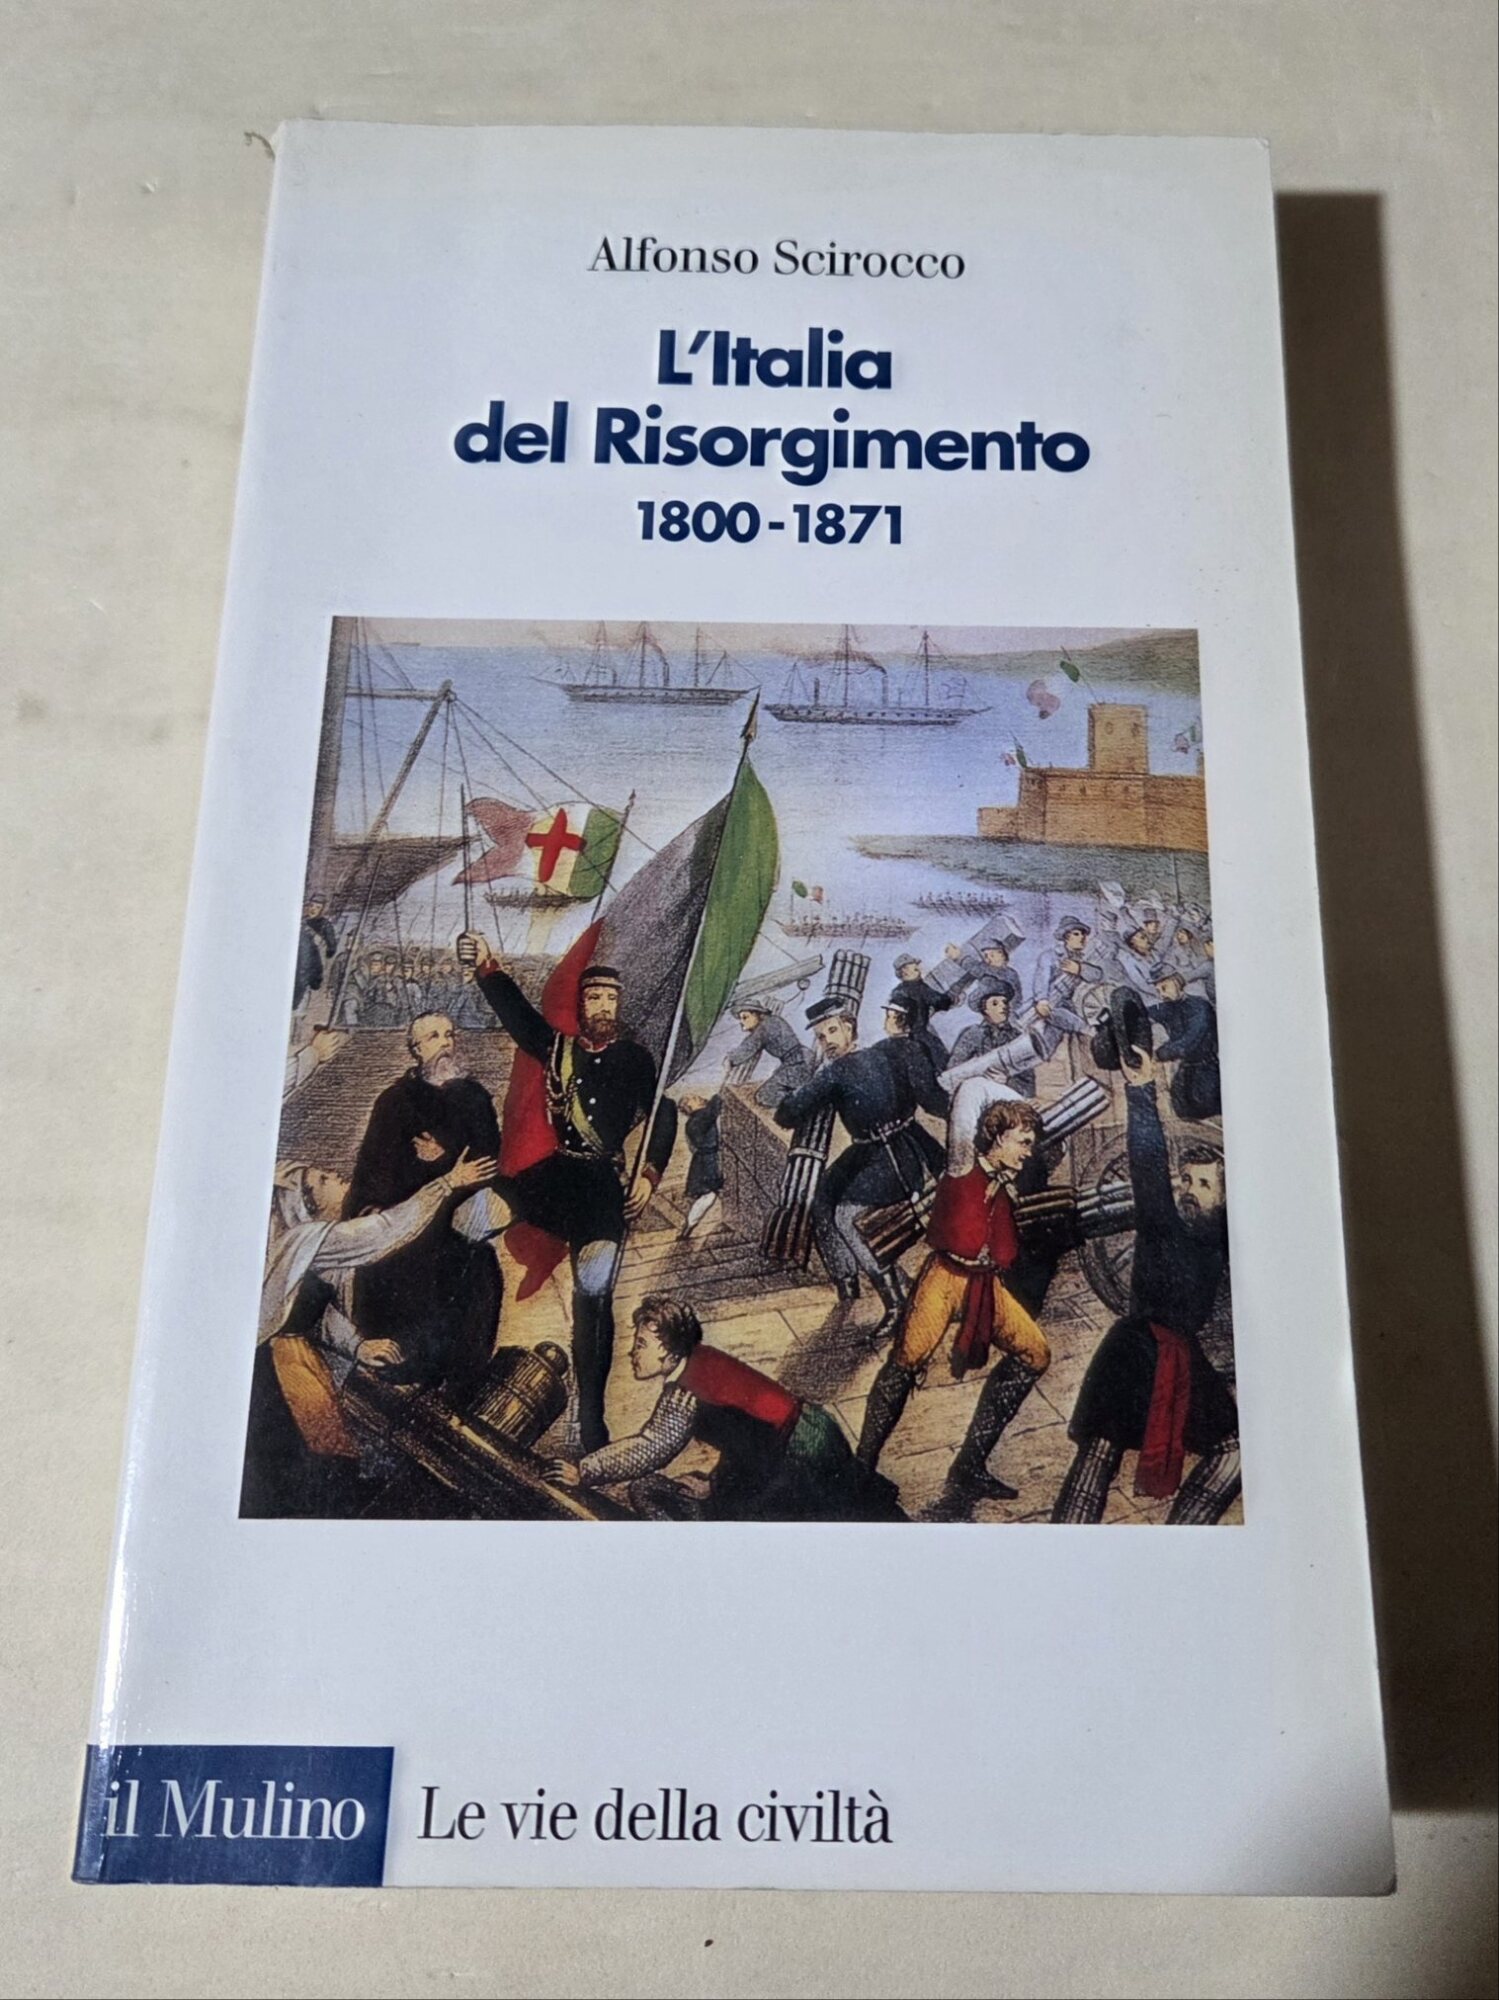 Alfonso Scirocco
L'Italia
del Risorgimento
1800-1871
il Mulino Le vie della civiltà